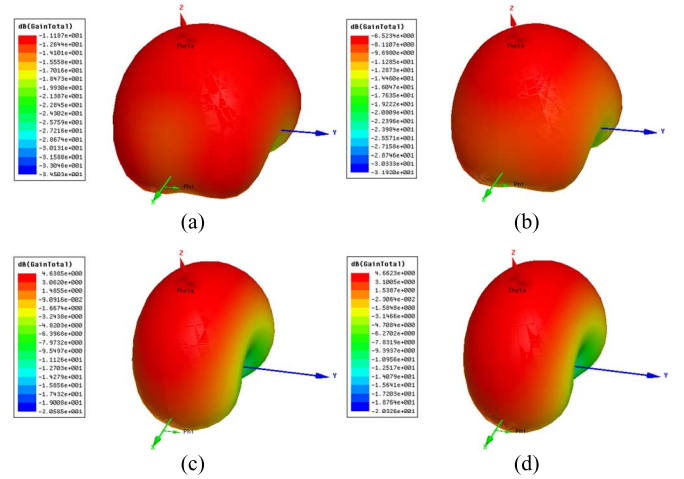 dB(GainTotal)
-1.1187e+001
-1.2644e+001
-1.4101e+001
-1.5558e+001
-1.7016e+001
-1.8473e+001
-1.9930e+001
-2.1387e+001
-2.2845e+001
-2.4302e+001
-2.5759e+001
-2.7216e+001
-2.8674e+001
-3.0131e+001
-3.1588e+001
-3.3046e+001
-3.4503e+001
Z
Theta
Y
Phi
X
(a)
dB(GainTotal)
-6.5234e+000
-8.1107e+000
-9.6980e+000
-1.1285e+001
-1.2873e+001
-1.4460e+001
-1.6047e+001
-1.7635e+001
-1.9222e+001
-2.0809e+001
-2.2396e+001
-2.3984e+001
-2.5571e+001
-2.7158e+001
-2.8746e+001
-3.0333e+001
-3.1920e+001
Z
Theta
Y
Phi
X
(b)
dB(GainTotal)
4.6385e+000
3.0620e+000
1.4855e+000
-9.0916e-002
-1.6674e+000
-3.2438e+000
-4.8203e+000
-6.3968e+000
-7.9732e+000
-9.5497e+000
-1.1126e+001
-1.2703e+001
-1.4279e+001
-1.5856e+001
-1.7432e+001
-1.9008e+001
-2.0585e+001
Z
Theta
Y
Phi
X
(c)
dB(GainTotal)
4.6623e+000
3.1005e+000
1.5387e+000
-2.3064e-002
-1.5848e+000
-3.1466e+000
-4.7084e+000
-6.2702e+000
-7.8319e+000
-9.3937e+000
-1.0956e+001
-1.2517e+001
-1.4079e+001
-1.5641e+001
-1.7203e+001
-1.8764e+001
-2.0326e+001
Z
Theta
Y
Phi
X
(d)